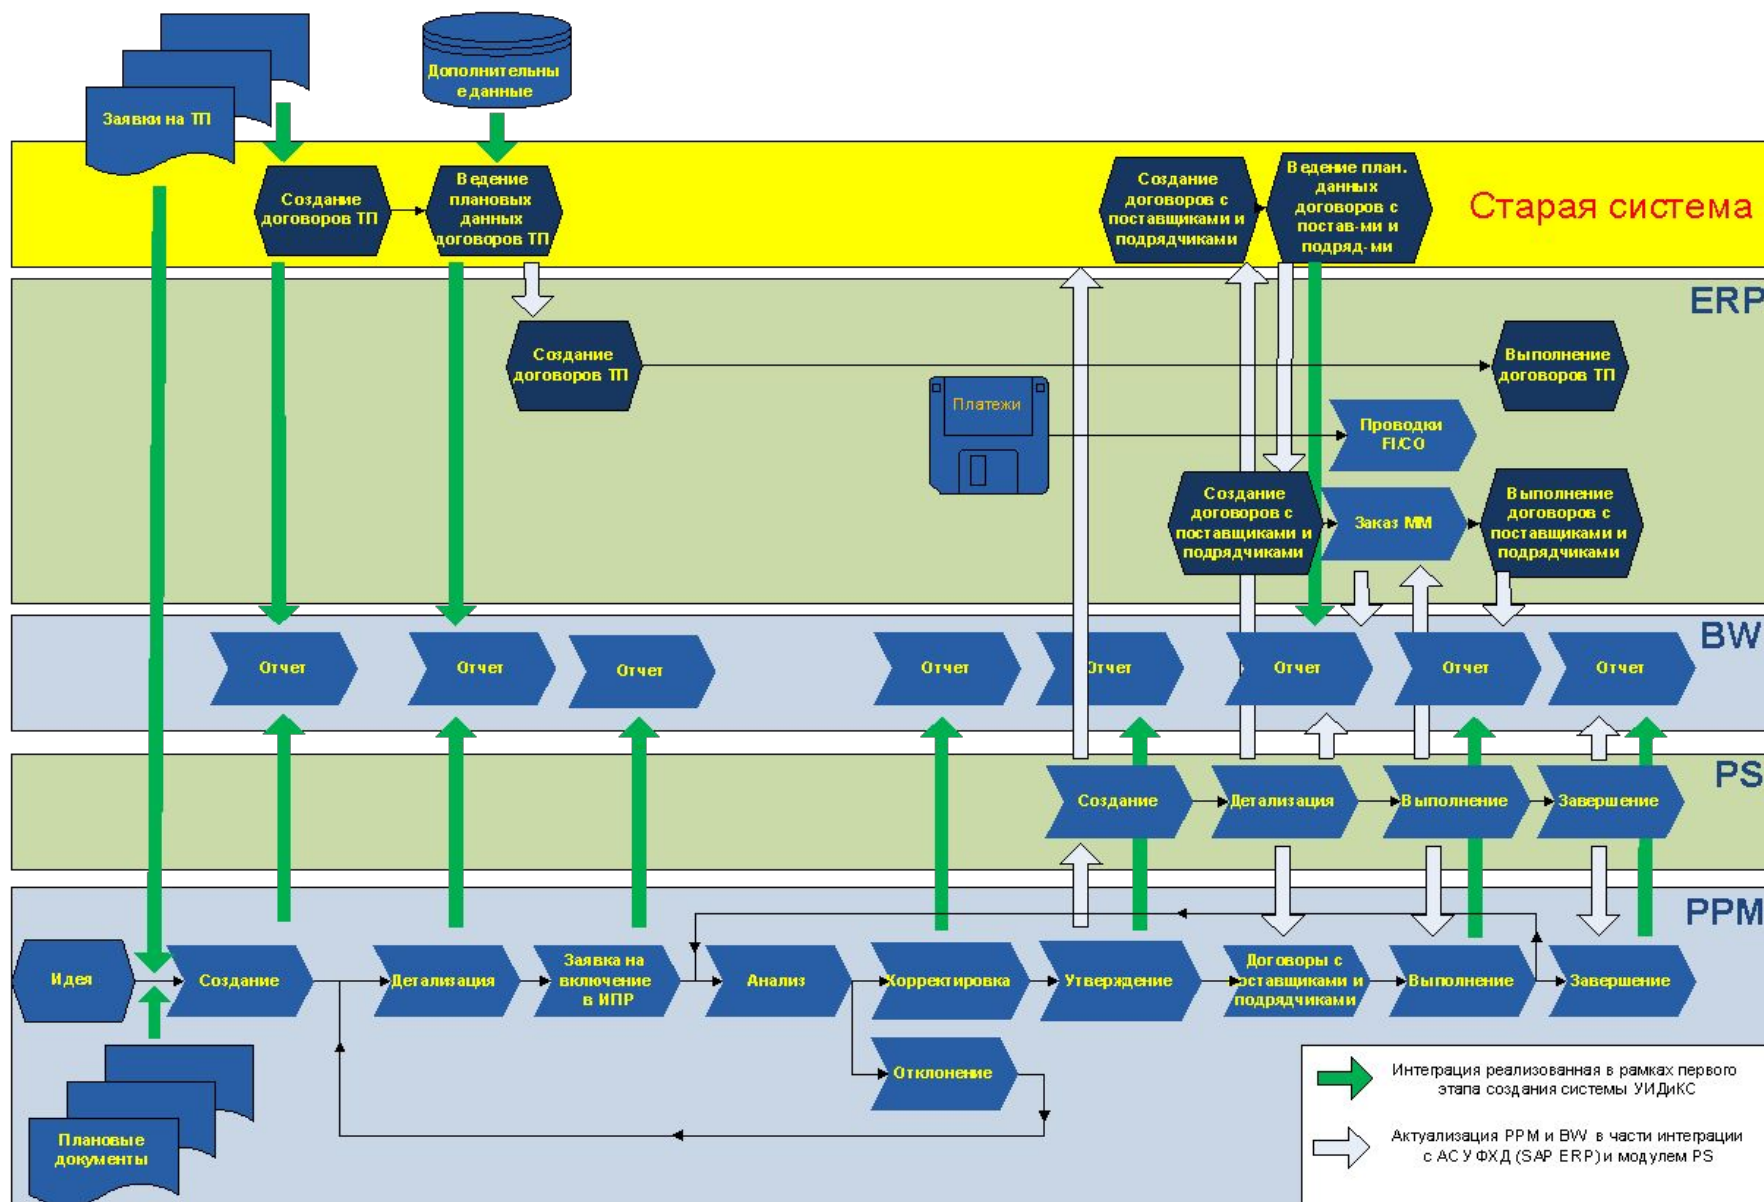 Заявки на ТП
Дополнительны
е данные
Создание
договоров ТП
Ведение
плановых
данных
договоров ТП
Создание
договоров с
поставщиками и
подрядчиками
Ведение план.
данных
договоров с
постав-ми и
подряд-ми
Старая система
ERP
Создание
договоров ТП
Выполнение
договоров ТП
Платежи
Проводки
FI/CO
Создание
договоров с
поставщиками и
подрядчиками
Заказ ММ
Выполнение
договоров с
поставщиками и
подрядчиками
BW
Отчет
Отчет
Отчет
Отчет
Отчет
Отчет
Отчет
Отчет
PS
Создание
Детализация
Выполнение
Завершение
PPM
Идея
Создание
Детализация
Заявка на
включение
в ИПР
Анализ
Корректировка
Утверждение
Договоры с
поставщиками и
подрядчиками
Выполнение
Завершение
Отклонение
Плановые
документы
Интеграция реализованная в рамках первого
этапа создания системы УИДиКС
Актуализация PPM и BW в части интеграции
с АСУ ФХД (SAP ERP) и модулем PS